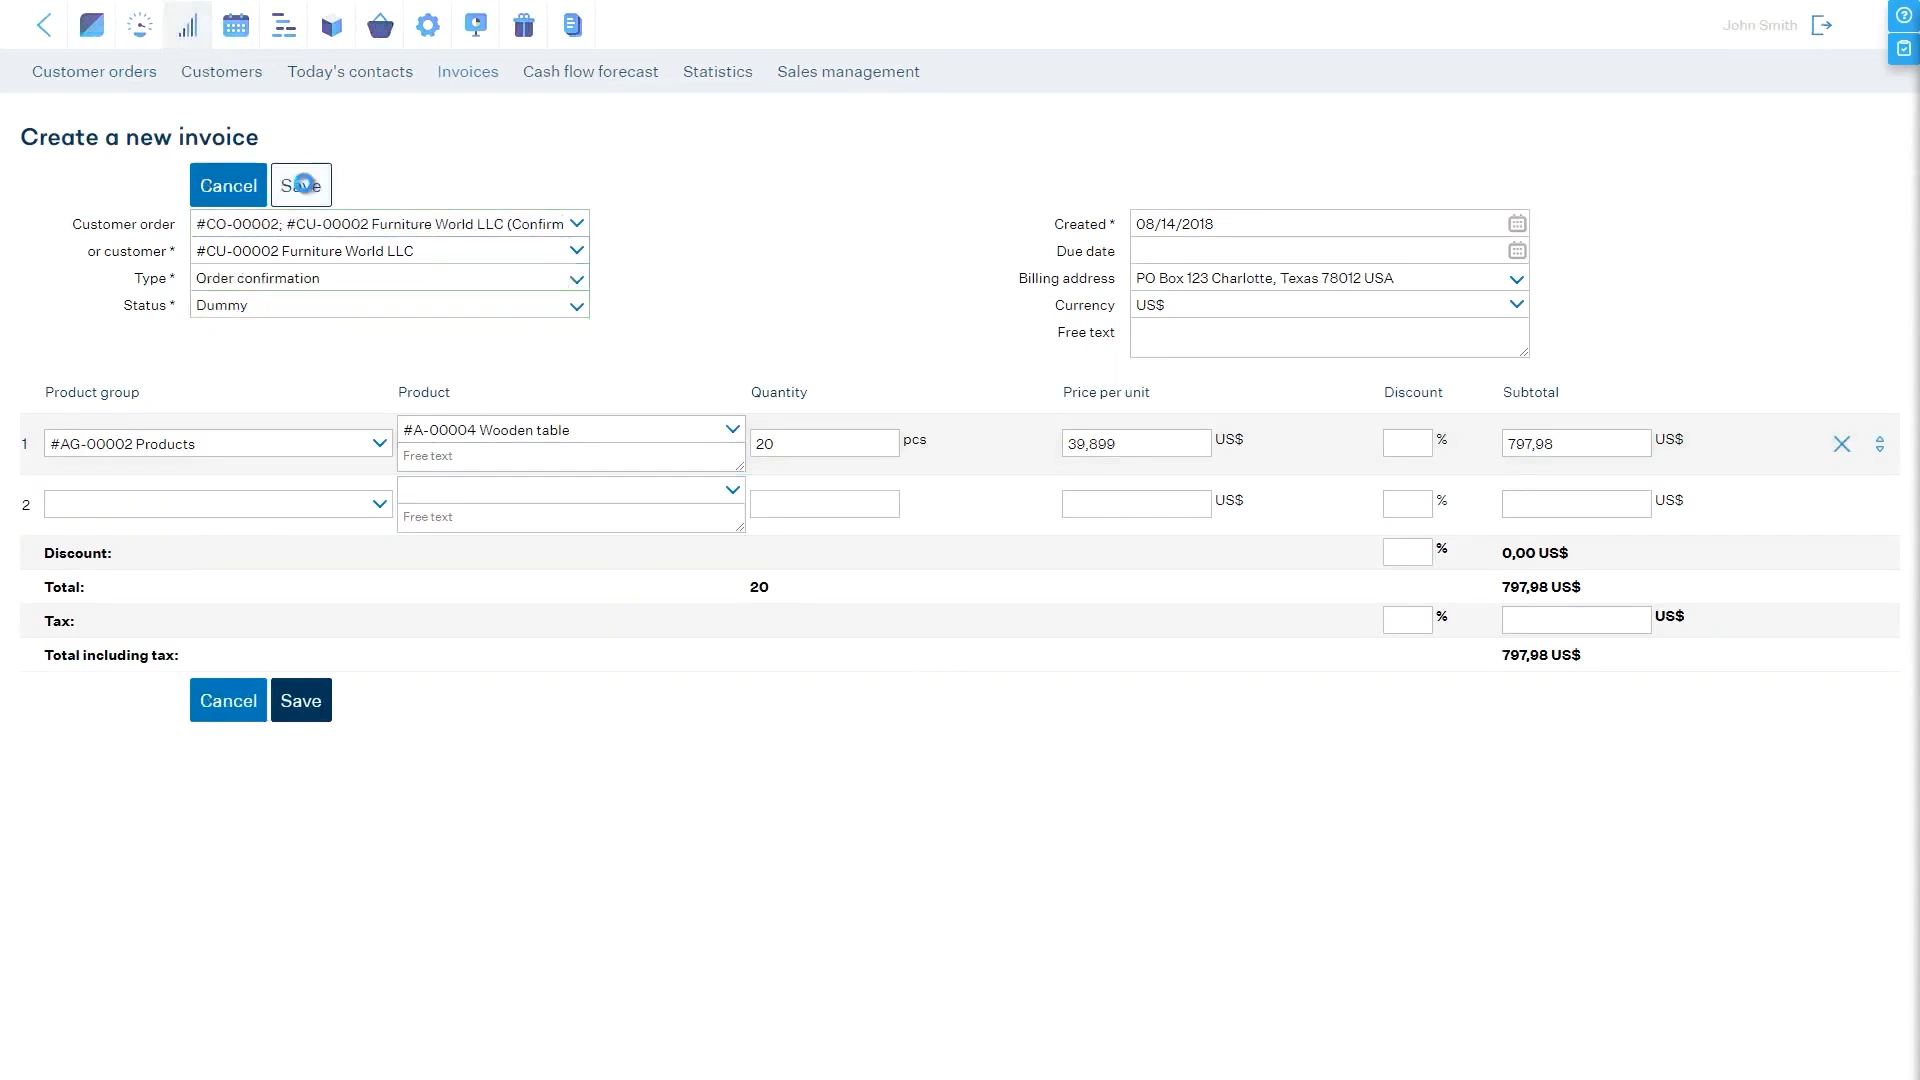 John Smith
Customer orders Customers Today's contacts Invoices Cash flow forecast Statistics Sales management
Create a new invoice
Cancel Save
Customer order #CO-00002; #CU-00002 Furniture World LLC (Confirm
or customer * #CU-00002 Furniture World LLC
Type * Order confirmation
Status * Dummy
Created * 08/14/2018
Due date
Billing address PO Box 123 Charlotte, Texas 78012 USA
Currency US$
Free text
Product group Product Quantity Price per unit Discount Subtotal
1 #AG-00002 Products #A-00004 Wooden table 20 pcs 39,899 US$ % 797,98 US$
Free text
2 US$ % US$
Free text
Discount: % 0,00 US$
Total: 20 797,98 US$
Tax: % US$
Total including tax: 797,98 US$
Cancel Save